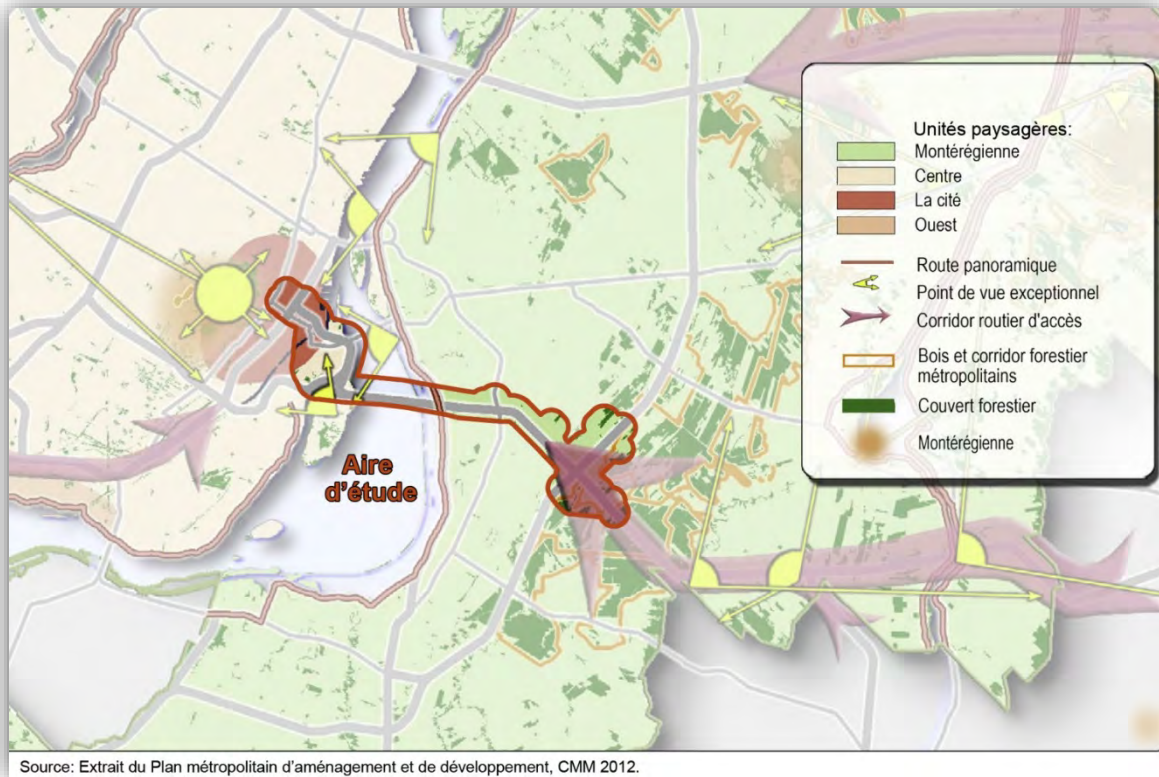 Unités paysagères:
Montérégienne
Centre
La cité
Ouest
Route panoramique
Point de vue exceptionnel
Corridor routier d'accès
Bois et corridor forestier
métropolitains
Couvert forestier
Montérégienne
Aire
d'étude
Source: Extrait du Plan métropolitain d'aménagement et de développement, CMM 2012.